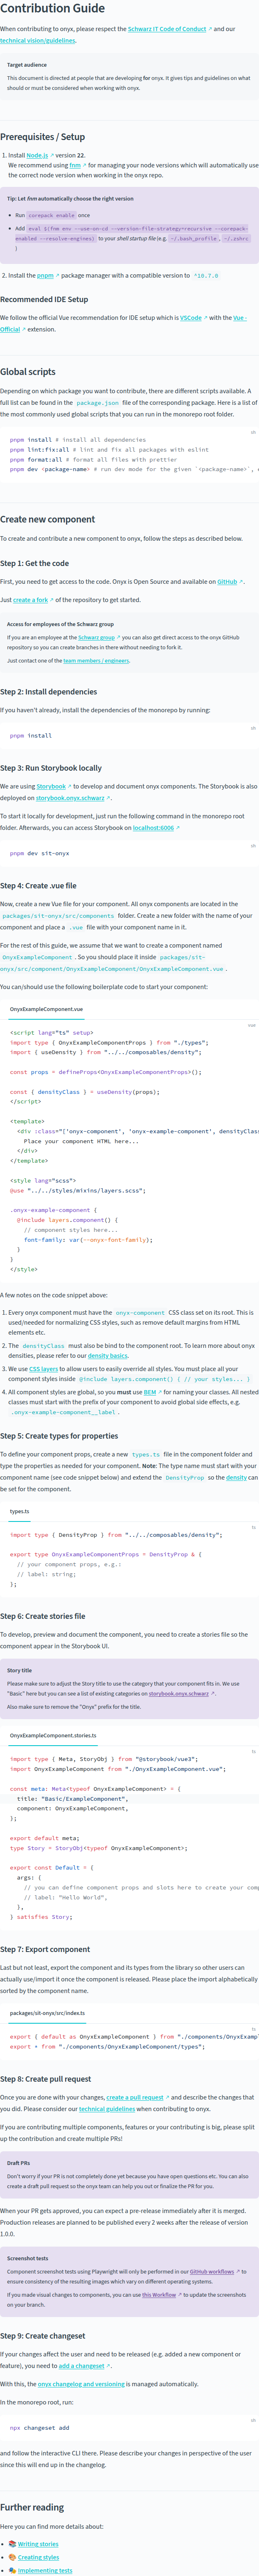 Contribution Guide
When contributing to onyx, please respect the Schwarz IT Code of Conduct ↗ and our
technical vision/guidelines.
Target audience
This document is directed at people that are developing for onyx. It gives tips and guidelines on what
should or must be considered when working with onyx.
Prerequisites / Setup
1. Install Node.js ↗ version 22.
We recommend using fnm ↗ for managing your node versions which will automatically use
the correct node version when working in the onyx repo.
Tip: Let fnm automatically choose the right version
• Run corepack enable once
• Add eval $(fnm env --use-on-cd --version-file-strategy=recursive --corepack-
enabled --resolve-engines) to your shell startup file (e.g. ~/.bash_profile, ~/.zshrc
)
2. Install the pnpm ↗ package manager with a compatible version to ^10.7.0
Recommended IDE Setup
We follow the official Vue recommendation for IDE setup which is VSCode ↗ with the Vue -
Official ↗ extension.
Global scripts
Depending on which package you want to contribute, there are different scripts available. A
full list can be found in the package.json file of the corresponding package. Here is a list of
the most commonly used global scripts that you can run in the monorepo root folder.
sh
pnpm install # install all dependencies
pnpm lint:fix:all # lint and fix all packages with eslint
pnpm format:all # format all files with prettier
pnpm dev <package-name> # run dev mode for the given `<package-name>`,
Create new component
To create and contribute a new component to onyx, follow the steps as described below.
Step 1: Get the code
First, you need to get access to the code. Onyx is Open Source and available on GitHub ↗.
Just create a fork ↗ of the repository to get started.
Access for employees of the Schwarz group
If you are an employee at the Schwarz group ↗ you can also get direct access to the onyx GitHub
repository so you can create branches in there without needing to fork it.
Just contact one of the team members / engineers.
Step 2: Install dependencies
If you haven't already, install the dependencies of the monorepo by running:
sh
pnpm install
Step 3: Run Storybook locally
We are using Storybook ↗ to develop and document onyx components. The Storybook is also
deployed on storybook.onyx.schwarz ↗.
To start it locally for development, just run the following command in the monorepo root
folder. Afterwards, you can access Storybook on localhost:6006 ↗
sh
pnpm dev sit-onyx
Step 4: Create .vue file
Now, create a new Vue file for your component. All onyx components are located in the
packages/sit-onyx/src/components folder. Create a new folder with the name of your
component and place a .vue file with your component name in it.
For the rest of this guide, we assume that we want to create a component named
OnyxExampleComponent. So you should place it inside packages/sit-
onyx/src/component/OnyxExampleComponent/OnyxExampleComponent.vue.
You can/should use the following boilerplate code to start your component:
OnyxExampleComponent.vue
vue
<script lang="ts" setup>
import type { OnyxExampleComponentProps } from "./types";
import { useDensity } from "../../composables/density";
const props = defineProps<OnyxExampleComponentProps>();
const { densityClass } = useDensity(props);
</script>
<template>
<div :class="['onyx-component', 'onyx-example-component', densityClass
Place your component HTML here...
</div>
</template>
<style lang="scss">
@use "../../styles/mixins/layers.scss";
.onyx-example-component {
@include layers.component() {
// component styles here...
font-family: var(--onyx-font-family);
}
}
</style>
A few notes on the code snippet above:
1. Every onyx component must have the onyx-component CSS class set on its root. This is
used/needed for normalizing CSS styles, such as remove default margins from HTML
elements etc.
2. The densityClass must also be bind to the component root. To learn more about onyx
densities, please refer to our density basics.
3. We use CSS layers to allow users to easily override all styles. You must place all your
component styles inside @include layers.component() { // your styles... }
4. All component styles are global, so you must use BEM ↗ for naming your classes. All nested
classes must start with the prefix of your component to avoid global side effects, e.g.
.onyx-example-component__label.
Step 5: Create types for properties
To define your component props, create a new types.ts file in the component folder and
type the properties as needed for your component. Note: The type name must start with your
component name (see code snippet below) and extend the DensityProp so the density can
be set for the component.
types.ts
ts
import type { DensityProp } from "../../composables/density";
export type OnyxExampleComponentProps = DensityProp & {
// your component props, e.g.:
// label: string;
};
Step 6: Create stories file
To develop, preview and document the component, you need to create a stories file so the
component appear in the Storybook UI.
Story title
Please make sure to adjust the Story title to use the category that your component fits in. We use
"Basic" here but you can see a list of existing categories on storybook.onyx.schwarz ↗.
Also make sure to remove the "Onyx" prefix for the title.
OnyxExampleComponent.stories.ts
ts
import type { Meta, StoryObj } from "@storybook/vue3";
import OnyxExampleComponent from "./OnyxExampleComponent.vue";
const meta: Meta<typeof OnyxExampleComponent> = {
title: "Basic/ExampleComponent",
component: OnyxExampleComponent,
};
export default meta;
type Story = StoryObj<typeof OnyxExampleComponent>;
export const Default = {
args: {
// you can define component props and slots here to create your comp
// label: "Hello World",
},
} satisfies Story;
Step 7: Export component
Last but not least, export the component and its types from the library so other users can
actually use/import it once the component is released. Please place the import alphabetically
sorted by the component name.
packages/sit-onyx/src/index.ts
ts
export { default as OnyxExampleComponent } from "./components/OnyxExampl
export * from "./components/OnyxExampleComponent/types";
Step 8: Create pull request
Once you are done with your changes, create a pull request ↗ and describe the changes that
you did. Please consider our technical guidelines when contributing to onyx.
If you are contributing multiple components, features or your contributing is big, please split
up the contribution and create multiple PRs!
Draft PRs
Don't worry if your PR is not completely done yet because you have open questions etc. You can also
create a draft pull request so the onyx team can help you out or finalize the PR for you.
When your PR gets approved, you can expect a pre-release immediately after it is merged.
Production releases are planned to be published every 2 weeks after the release of version
1.0.0.
Screenshot tests
Component screenshot tests using Playwright will only be performed in our GitHub workflows ↗ to
ensure consistency of the resulting images which vary on different operating systems.
If you made visual changes to components, you can use this Workflow ↗ to update the screenshots
on your branch.
Step 9: Create changeset
If your changes affect the user and need to be released (e.g. added a new component or
feature), you need to add a changeset ↗.
With this, the onyx changelog and versioning is managed automatically.
In the monorepo root, run:
sh
npx changeset add
and follow the interactive CLI there. Please describe your changes in perspective of the user
since this will end up in the changelog.
Further reading
Here you can find more details about:
• 📚 Writing stories
• 🎨 Creating styles
• 🎭 Implementing tests